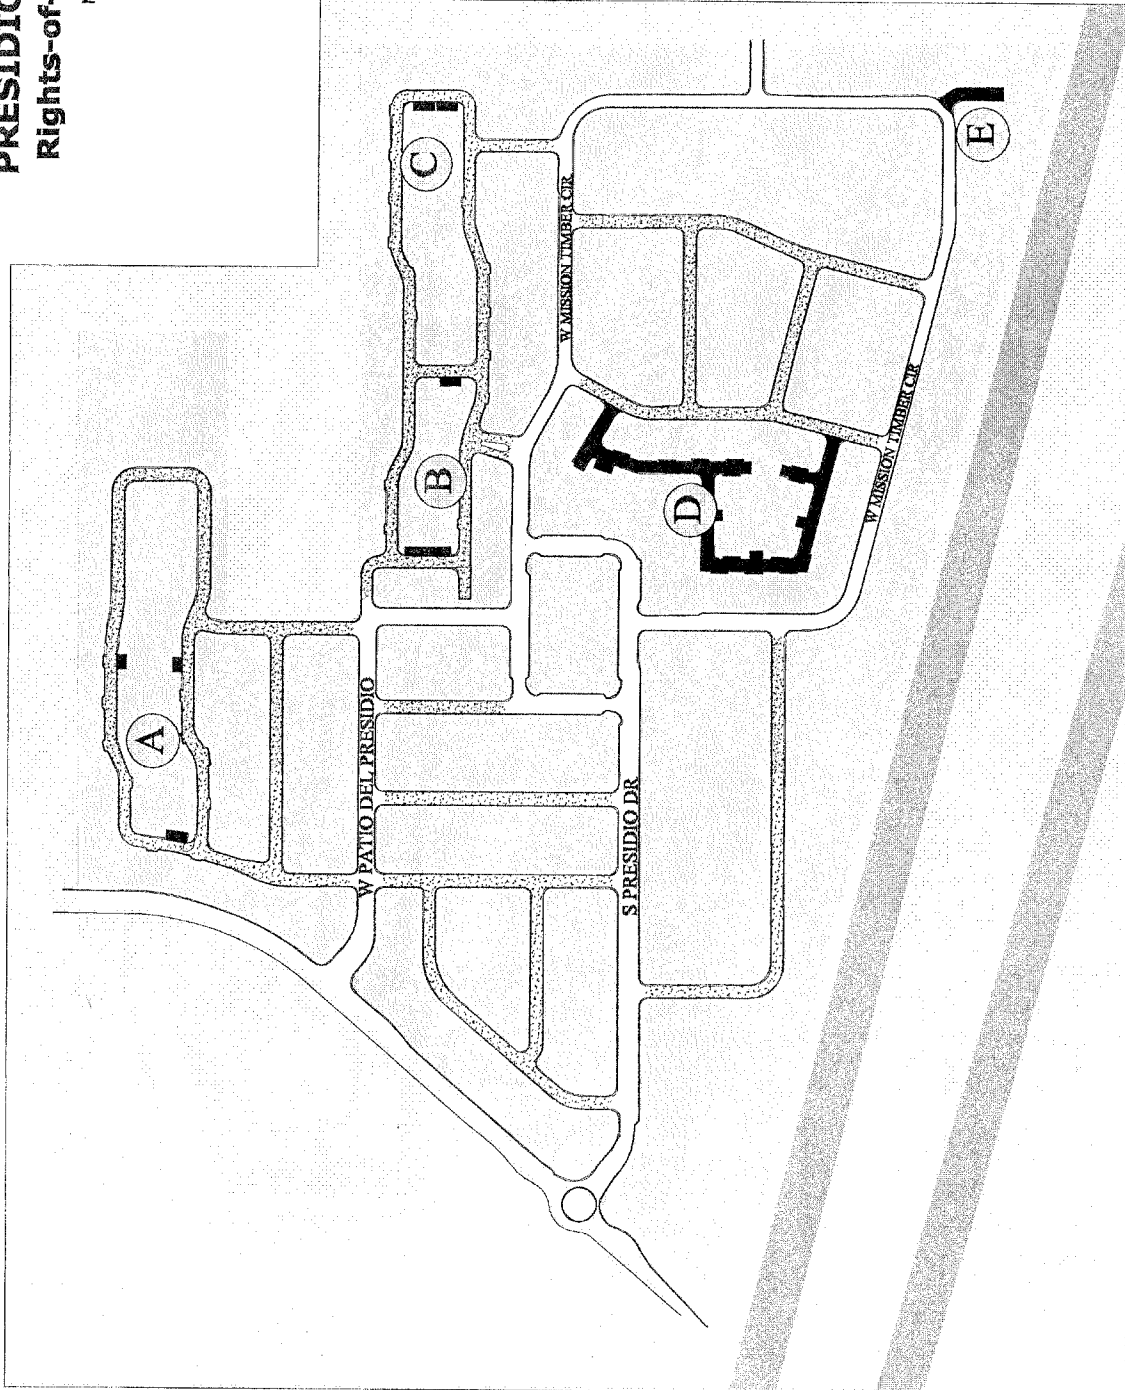 PRESIDIO
Rights-of-
C
E
W MISSION TIMBER CIR
B
D
W MISSION TIMBER CIR
A
W PATIO DEL PRESIDIO
S PRESIDIO DR